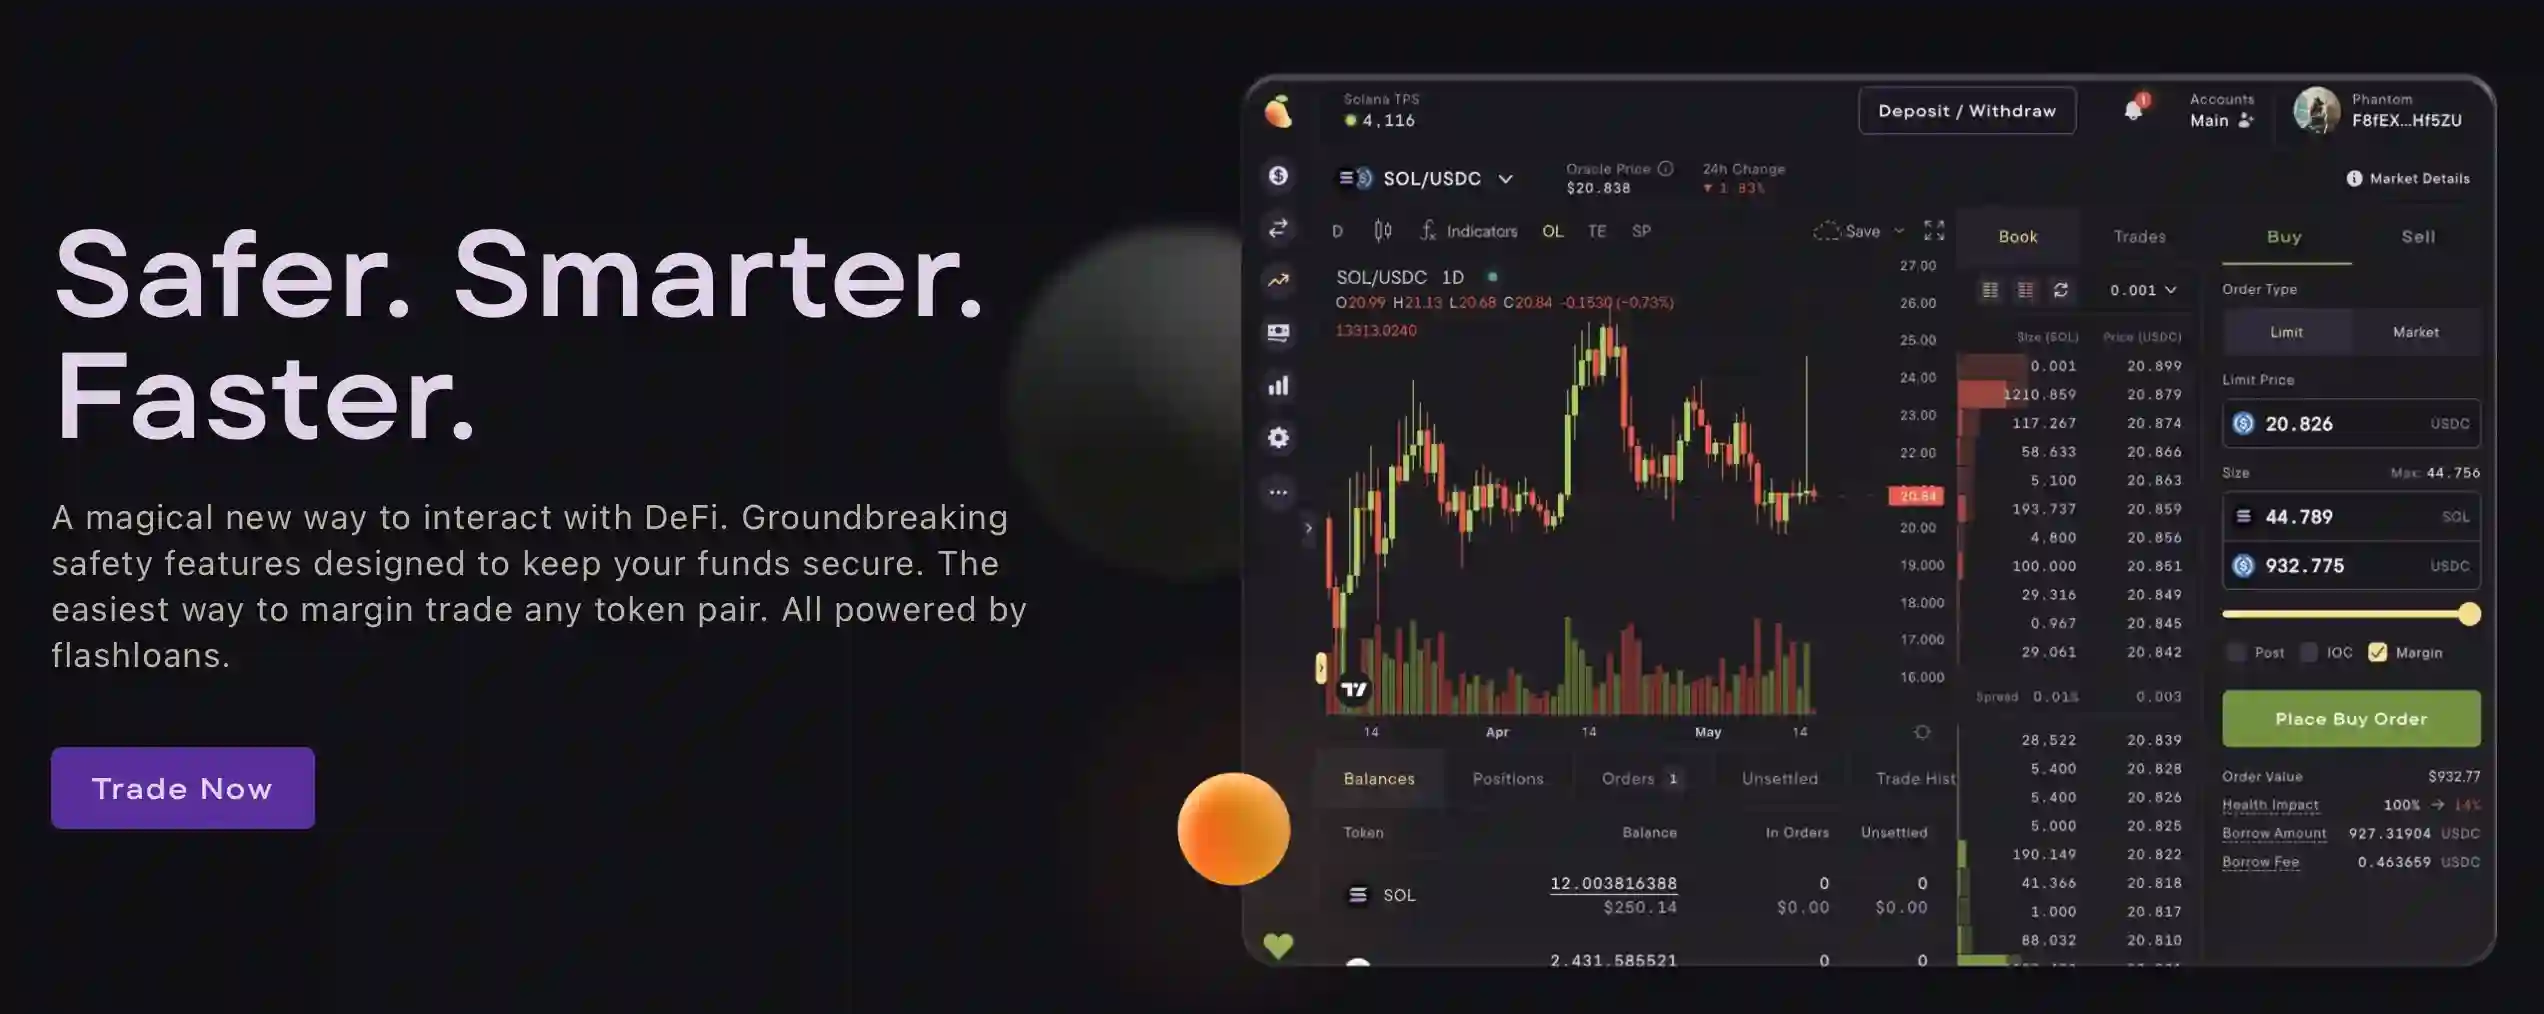 Safer. Smarter.
Faster.
A magical new way to interact with DeFi. Groundbreaking
safety features designed to keep your funds secure. The
easiest way to margin trade any token pair. All powered by
flashloans.
Trade Now
Solana TPS
4,116
Deposit / Withdraw
1
Accounts
Main
Phantom
F8fEX...Hf5ZU
SOL/USDC
Oracle Price
$20.838
24h Change
▼ 1.83%
Market Details
D Indicators OL TE SP Save
SOL/USDC 1D
O20.99 H21.13 L20.68 C20.84 -0.1530 (-0.73%)
13313.0240
27.00
26.00
25.00
24.00
23.00
22.00
20.84
20.00
19.000
18.000
17.000
16.000
14 Apr 14 May 14
Book Trades
0.001
Size (SOL) Price (USDC)
0.001 20.899
1210.859 20.879
117.267 20.874
58.633 20.866
5.100 20.863
193.737 20.859
4.800 20.856
100.000 20.851
29.316 20.849
0.967 20.845
29.061 20.842
Spread 0.01% 0.003
28.522 20.839
5.400 20.828
5.400 20.826
5.000 20.825
190.149 20.822
41.366 20.818
1.000 20.817
88.032 20.810
Buy Sell
Order Type
Limit Market
Limit Price
20.826 USDC
Size Max: 44.756
44.789 SOL
932.775 USDC
Post IOC Margin
Place Buy Order
Order Value $932.77
Health Impact 100% → 14%
Borrow Amount 927.31904 USDC
Borrow Fee 0.463659 USDC
Balances Positions Orders 1 Unsettled Trade Hist
Token Balance In Orders Unsettled
SOL 12.003816388 0 0
$250.14 $0.00 $0.00
2,431.585521 0 0